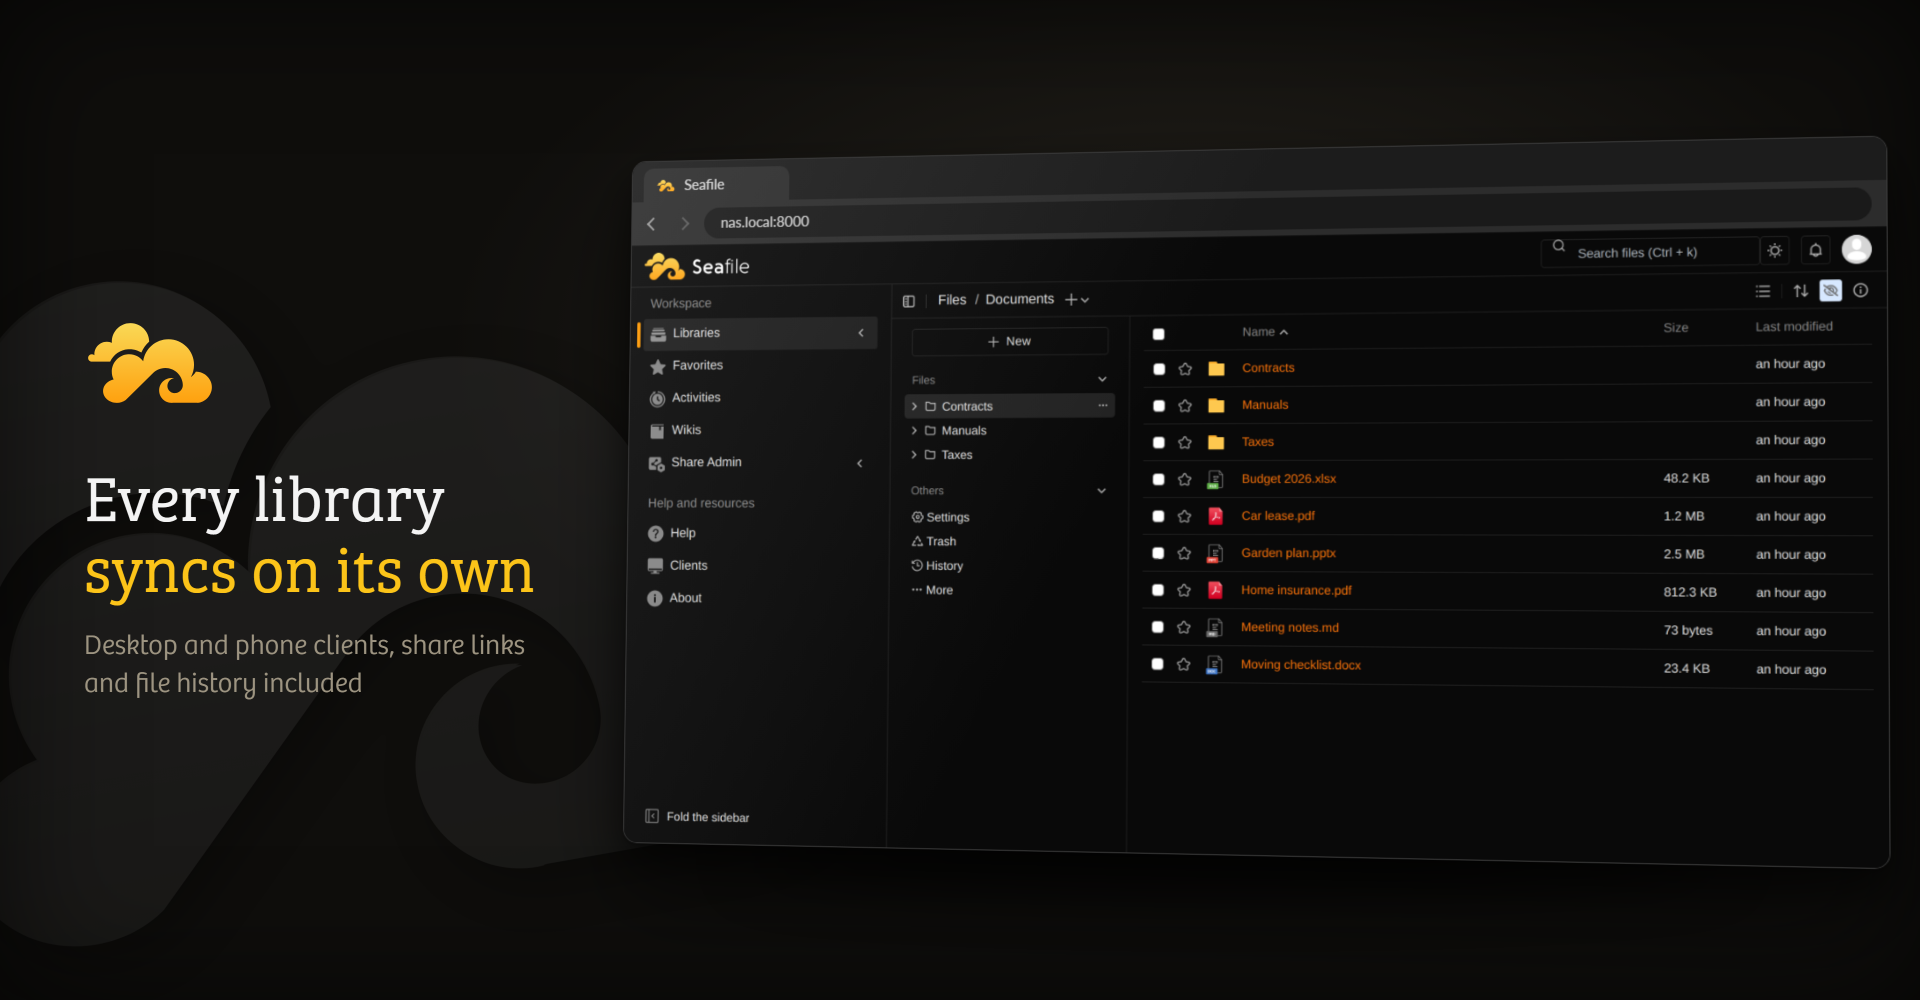 Every library
syncs on its own
Desktop and phone clients, share links
and file history included
Seafile
nas.local:8000
Seafile
Search files (Ctrl + k)
Workspace
Libraries
Favorites
Activities
Wikis
Share Admin
Help and resources
Help
Clients
About
Fold the sidebar
Files / Documents
New
Files
Contracts
Manuals
Taxes
Others
Settings
Trash
History
More
Name Size Last modified
Contracts an hour ago
Manuals an hour ago
Taxes an hour ago
Budget 2026.xlsx 48.2 KB an hour ago
Car lease.pdf 1.2 MB an hour ago
Garden plan.pptx 2.5 MB an hour ago
Home insurance.pdf 812.3 KB an hour ago
Meeting notes.md 73 bytes an hour ago
Moving checklist.docx 23.4 KB an hour ago